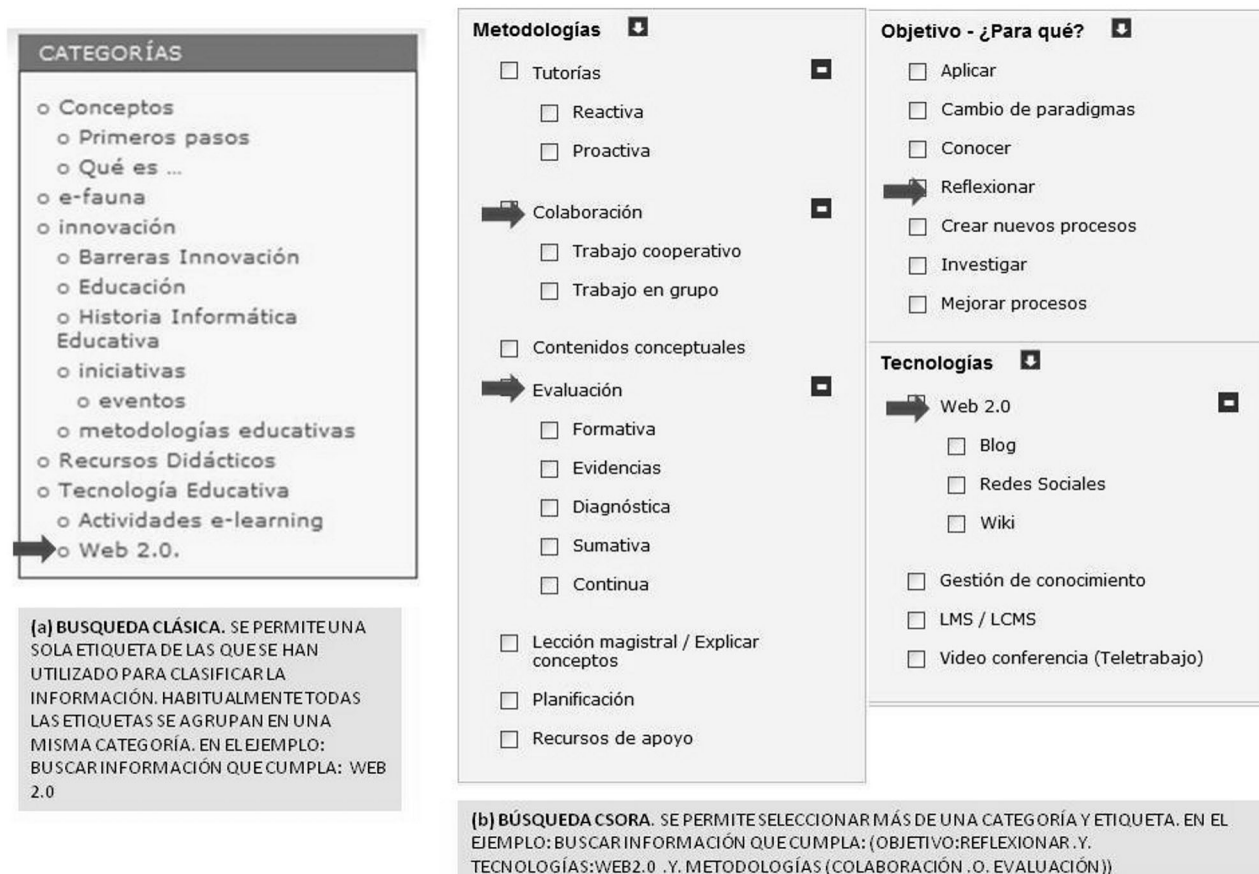 CATEGORÍAS
o Conceptos
o Primeros pasos
o Qué es ...
o e-fauna
o innovación
o Barreras Innovación
o Educación
o Historia Informática
Educativa
o iniciativas
o eventos
o metodologías educativas
o Recursos Didácticos
o Tecnología Educativa
o Actividades e-learning
o Web 2.0.
(a) BUSQUEDA CLÁSICA. SE PERMITE UNA
SOLA ETIQUETA DE LAS QUE SE HAN
UTILIZADO PARA CLASIFICAR LA
INFORMACIÓN. HABITUALMENTE TODAS
LAS ETIQUETAS SE AGRUPAN EN UNA
MISMA CATEGORÍA. EN EL EJEMPLO:
BUSCAR INFORMACIÓN QUE CUMPLA: WEB
2.0
Metodologías
Tutorías
Reactiva
Proactiva
Colaboración
Trabajo cooperativo
Trabajo en grupo
Contenidos conceptuales
Evaluación
Formativa
Evidencias
Diagnóstica
Sumativa
Continua
Lección magistral / Explicar
conceptos
Planificación
Recursos de apoyo
Objetivo - ¿Para qué?
Aplicar
Cambio de paradigmas
Conocer
Reflexionar
Crear nuevos procesos
Investigar
Mejorar procesos
Tecnologías
Web 2.0
Blog
Redes Sociales
Wiki
Gestión de conocimiento
LMS / LCMS
Video conferencia (Teletrabajo)
(b) BÚSQUEDA CSORA. SE PERMITE SELECCIONAR MÁS DE UNA CATEGORÍA Y ETIQUETA. EN EL
EJEMPLO: BUSCAR INFORMACIÓN QUE CUMPLA: (OBJETIVO:REFLEXIONAR .Y.
TECNOLOGÍAS:WEB2.0 .Y. METODOLOGÍAS (COLABORACIÓN .O. EVALUACIÓN))